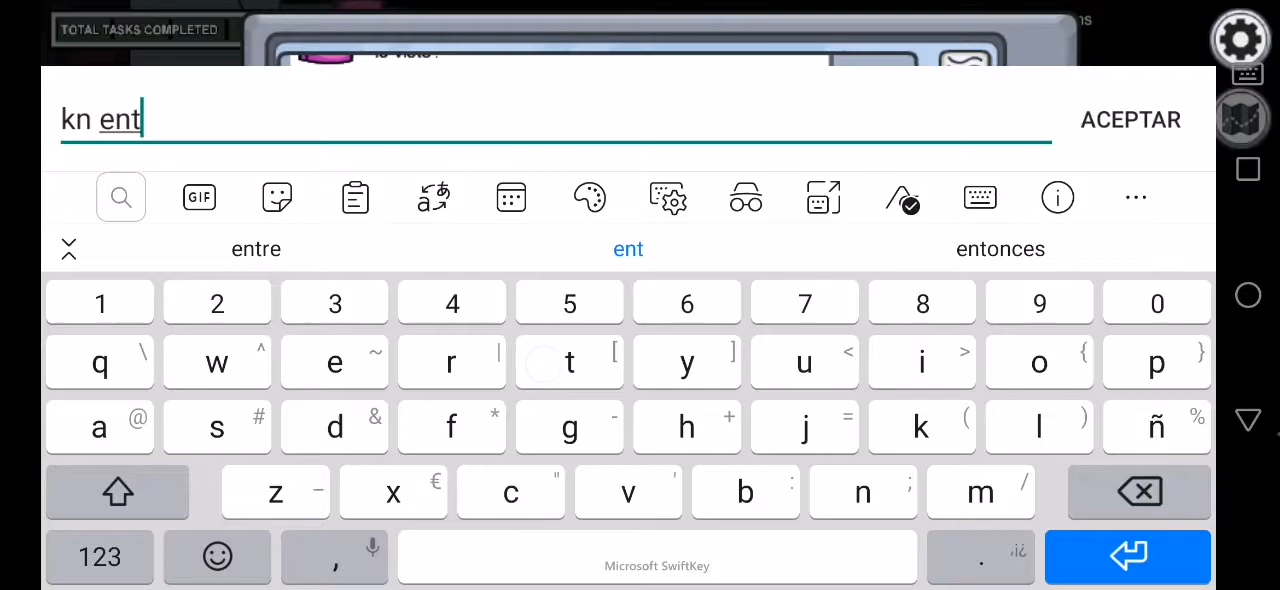 TOTAL TASKS COMPLETED
kn ent
ACEPTAR
GIF
entre ent entonces
1 2 3 4 5 6 7 8 9 0
q \ w ^ e ~ r | t [ y ] u < i > o { p }
a @ s # d & f * g - h + j = k ( l ) ñ %
z _ x € c " v ' b : n ; m /
123 , Microsoft SwiftKey . ,i¿